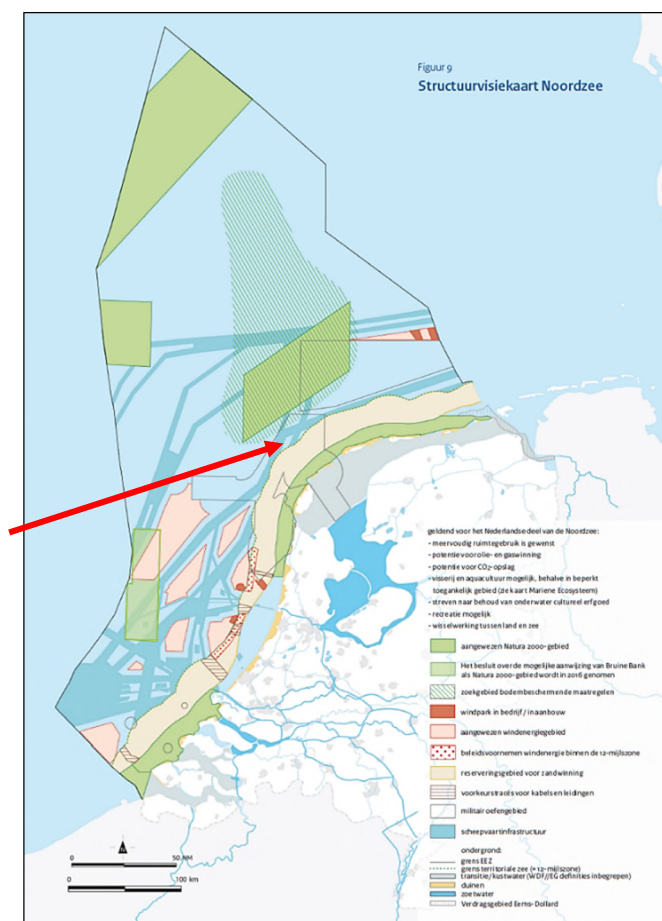 Figuur 9
Structuurvisiekaart Noordzee
geldend voor het Nederlandse deel van de Noordzee:
- meervoudig ruimtegebruik is gewenst
- potentie voor olie- en gaswinning
- potentie voor CO2-opslag
- visserij en aquacultuur mogelijk, behalve in beperkt
toegankelijk gebied (zie kaart Mariene Ecosysteem)
- streven naar behoud van onderwater cultureel erfgoed
- recreatie mogelijk
- wisselwerking tussen land en zee
aangewezen Natura 2000-gebied
Het besluit over de mogelijke aanwijzing van Bruine Bank
als Natura 2000-gebied wordt in 2016 genomen
zoekgebied bodembeschermende maatregelen
windpark in bedrijf / in aanbouw
aangewezen windenergiegebied
beleidsvoornemen windenergie binnen de 12-mijlszone
reserveringsgebied voor zandwinning
voorkeurstracés voor kabels en leidingen
militair oefengebied
scheepvaartinfrastructuur
ondergrond:
grens EEZ
grens territoriale zee (= 12-mijlszone)
transitie/kustwater (WDF//EG definities inbegrepen)
duinen
zoetwater
Verdragsgebied Eems-Dollard
0 50 NM
0 100 km